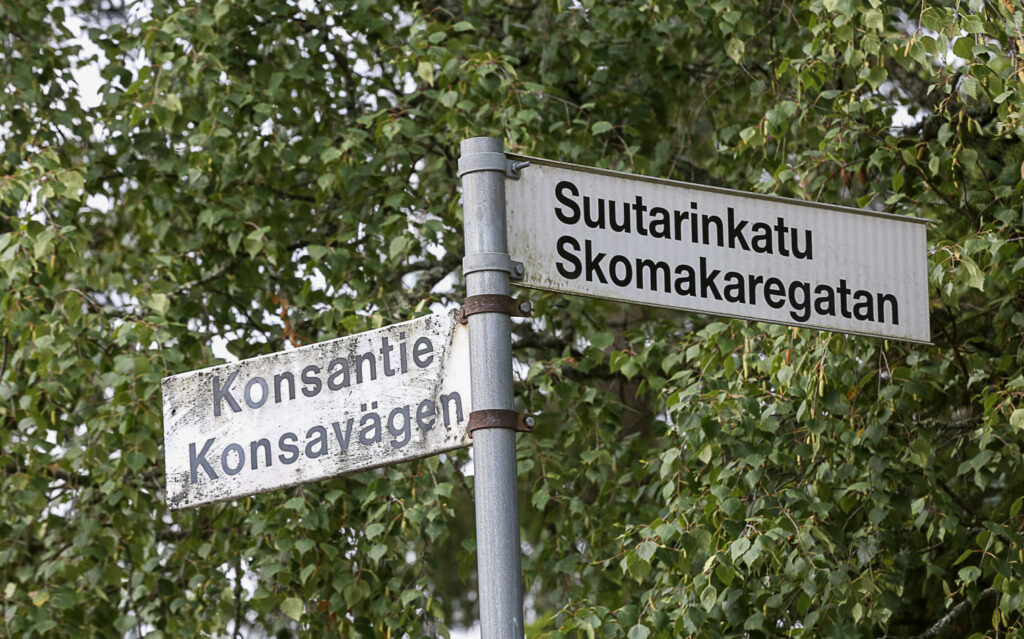 Suutarinkatu
Skomakaregatan
Konsantie
Konsavägen